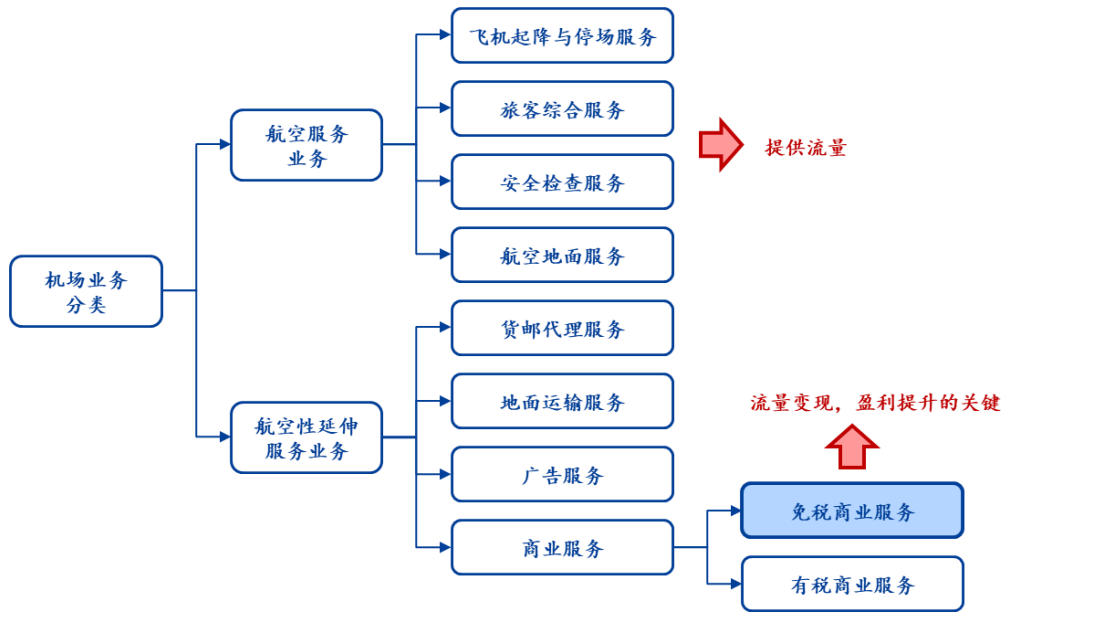 机场业务
分类
航空服务
业务
飞机起降与停场服务
旅客综合服务
安全检查服务
航空地面服务
提供流量
航空性延伸
服务业务
货邮代理服务
地面运输服务
广告服务
商业服务
流量变现，盈利提升的关键
免税商业服务
有税商业服务